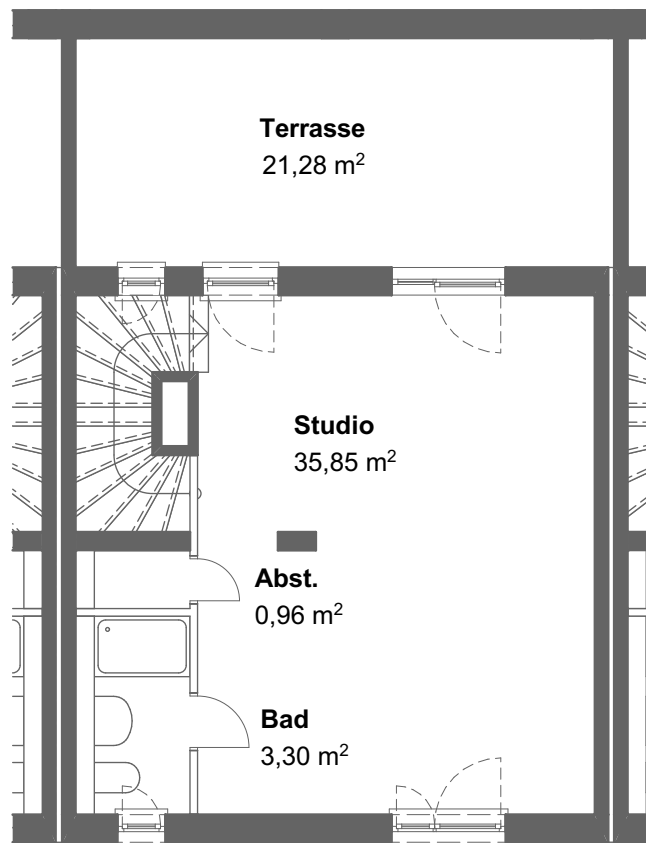 Terrasse
21,28 m²
Studio
35,85 m²
Abst.
0,96 m²
Bad
3,30 m²